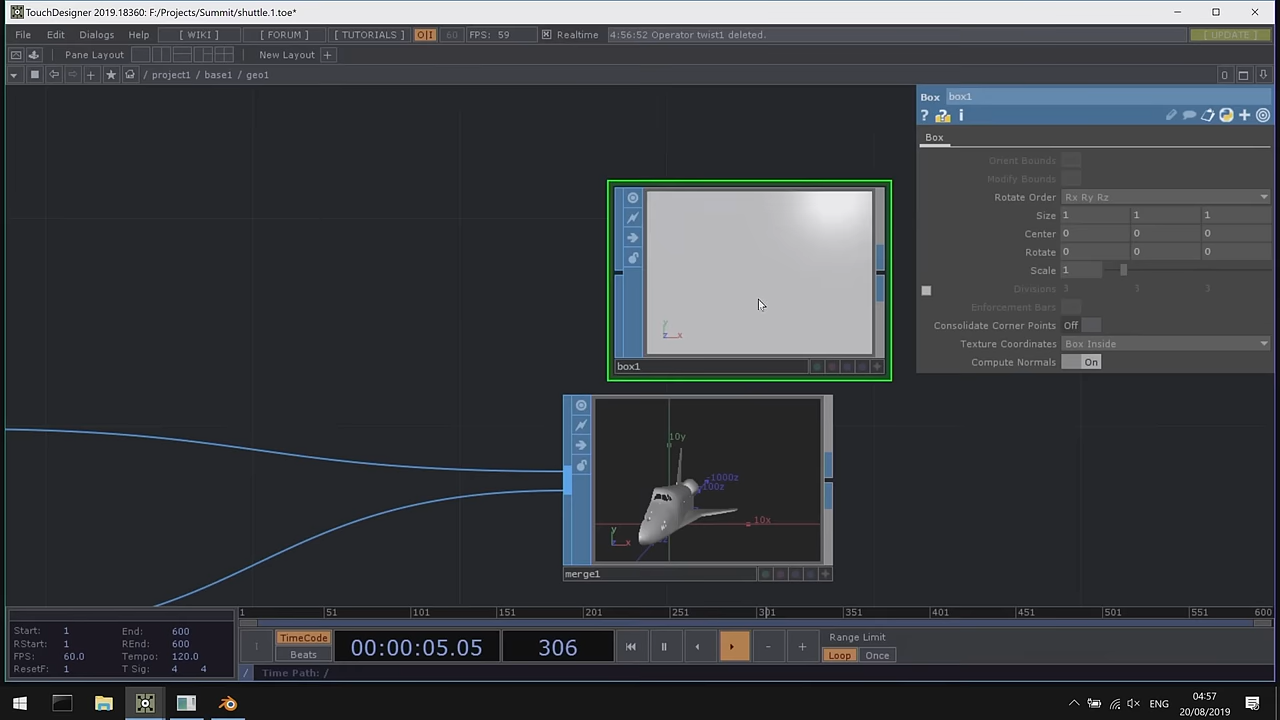 TouchDesigner 2019.18360: F:/Projects/Summit/shuttle.1.toe*
File Edit Dialogs Help [ WIKI ] [ FORUM ] [ TUTORIALS ] O|I 60 FPS: 59 Realtime 4:56:52 Operator twist1 deleted. [ UPDATE ]
Pane Layout New Layout +
/ project1 / base1 / geo1 0
Box box1
? ? i
Box
Orient Bounds
Modify Bounds
Rotate Order Rx Ry Rz
Size 1 1 1
Center 0 0 0
Rotate 0 0 0
Scale 1
Divisions 3 3 3
Enforcement Bars
Consolidate Corner Points Off
Texture Coordinates Box Inside
Compute Normals On
y
z x
box1
10y
-1000z
-100z
10x
y
z x
merge1
1 51 101 151 201 251 301 351 401 451 501 551 600
Start: 1 End: 600
RStart: 1 REnd: 600
FPS: 60.0 Tempo: 120.0
ResetF: 1 T Sig: 4 4
TimeCode
Beats
00:00:05.05
306
Range Limit
Loop Once
/ Time Path: /
ENG
04:57
20/08/2019